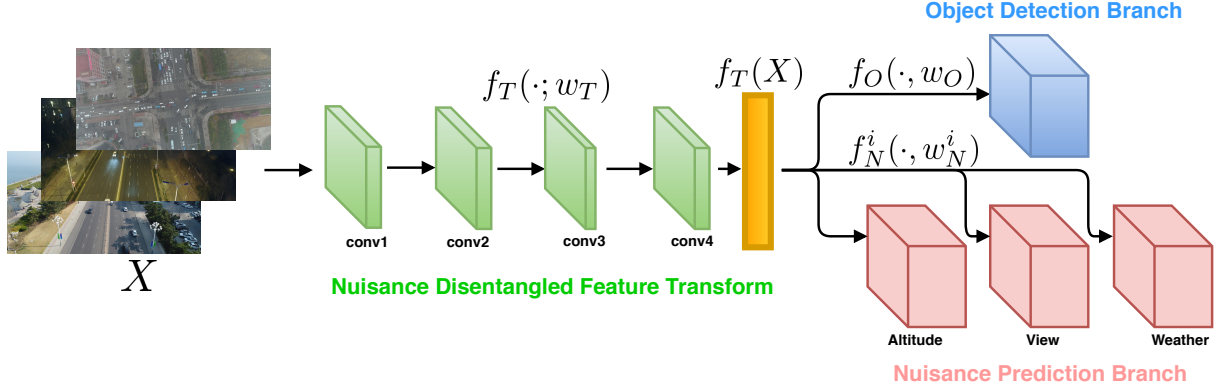 Object Detection Branch
f_T(·; w_T)
f_T(X)
f_O(·, w_O)
f_N^i(·, w_N^i)
conv1
conv2
conv3
conv4
X
Nuisance Disentangled Feature Transform
Altitude
View
Weather
Nuisance Prediction Branch